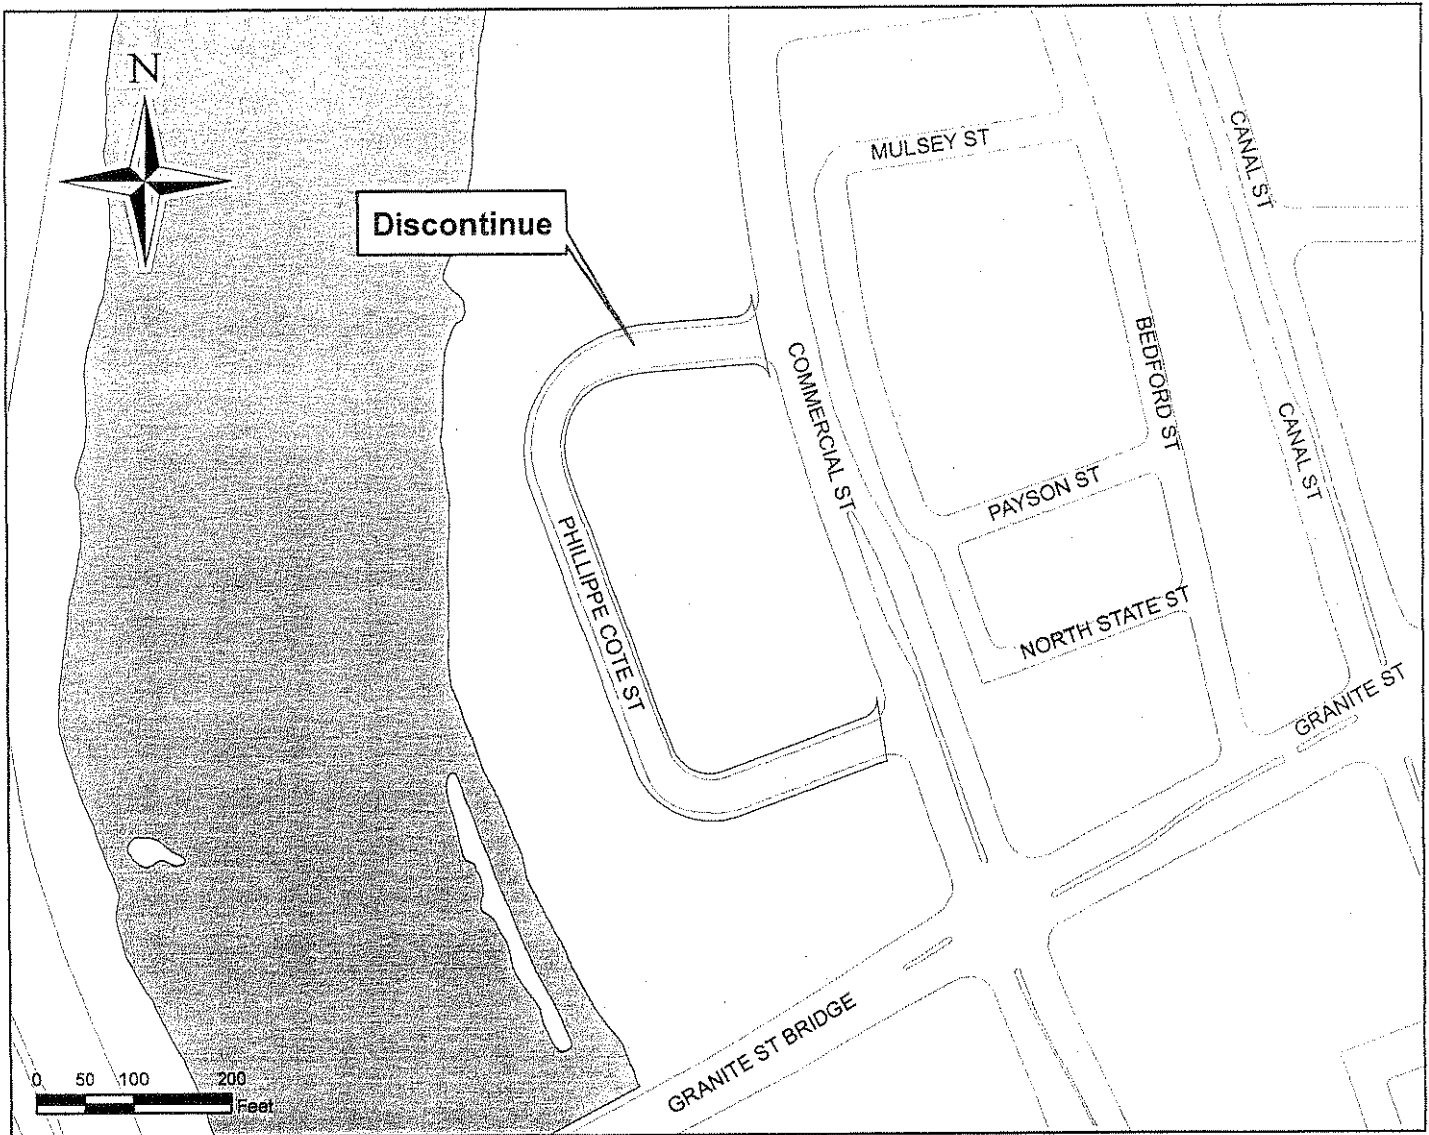 N
MULSEY ST
CANAL ST
Discontinue
COMMERCIAL ST
BEDFORD ST
CANAL ST
PAYSON ST
PHILLIPPE COTE ST
NORTH STATE ST
GRANITE ST
GRANITE ST BRIDGE
0 50 100 200
Feet